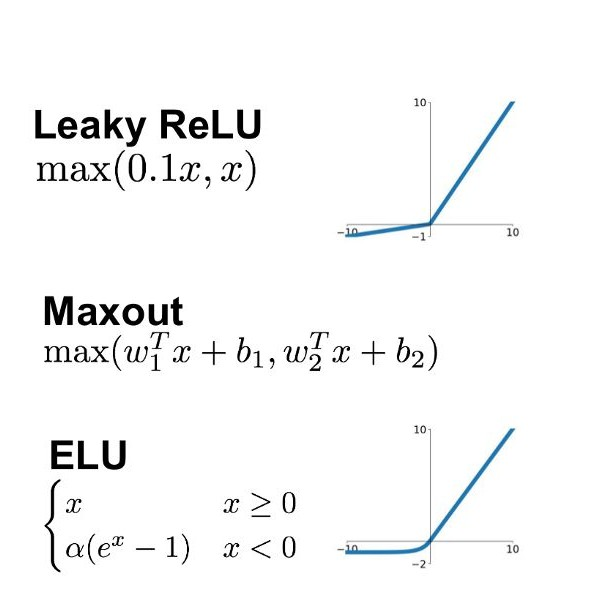 Leaky ReLU
max(0.1x, x)
10
−10
−1
10
Maxout
max(w₁ᵀx + b₁, w₂ᵀx + b₂)
ELU
{ x    x ≥ 0
α(eˣ − 1)    x < 0
10
−10
−2
10